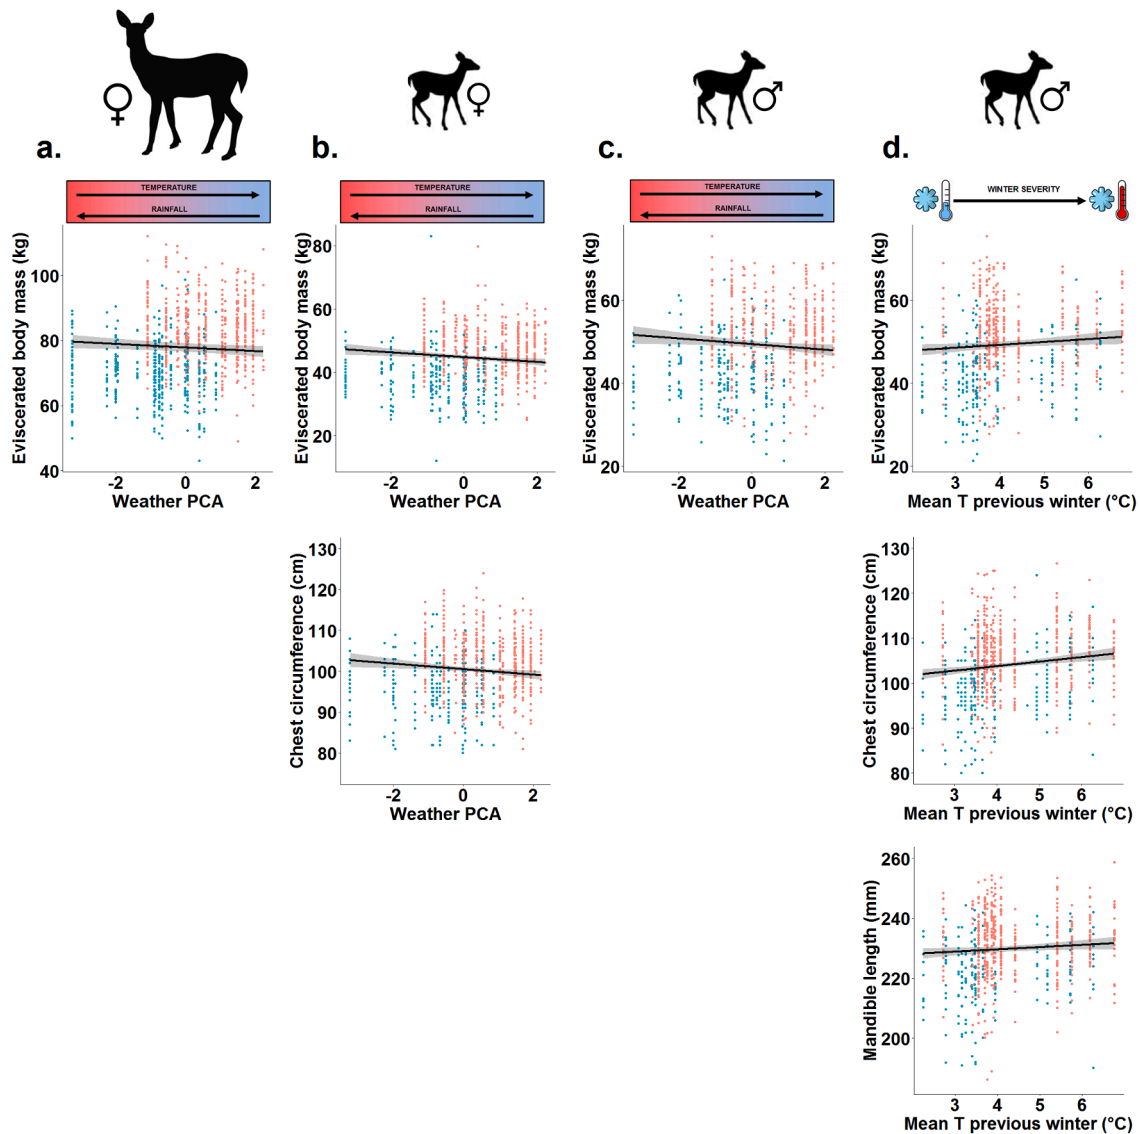 a.
b.
c.
d.
TEMPERATURE
RAINFALL
TEMPERATURE
RAINFALL
TEMPERATURE
RAINFALL
WINTER SEVERITY
Eviscerated body mass (kg)
100
80
60
40
-2
0
2
Weather PCA
Eviscerated body mass (kg)
80
60
40
20
-2
0
2
Weather PCA
Eviscerated body mass (kg)
60
40
20
-2
0
2
Weather PCA
Eviscerated body mass (kg)
60
40
20
3
4
5
6
Mean T previous winter (°C)
Chest circumference (cm)
130
120
110
100
90
80
-2
0
2
Weather PCA
Chest circumference (cm)
130
120
110
100
90
80
3
4
5
6
Mean T previous winter (°C)
Mandible length (mm)
260
240
220
200
3
4
5
6
Mean T previous winter (°C)